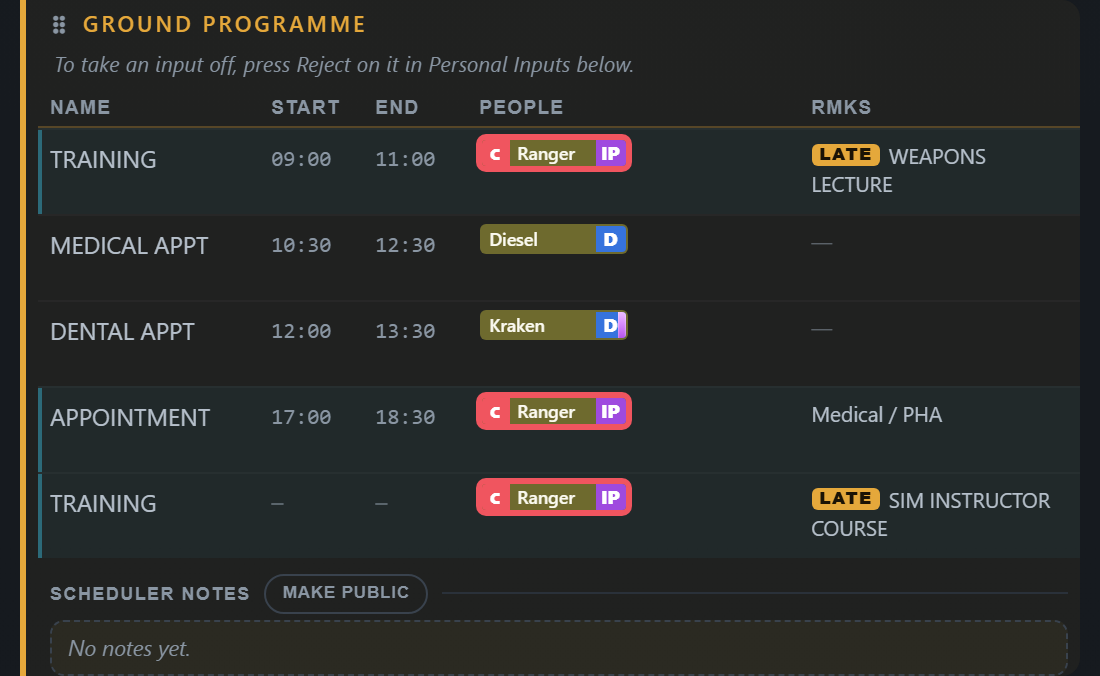 GROUND PROGRAMME
To take an input off, press Reject on it in Personal Inputs below.
NAME START END PEOPLE RMKS
TRAINING 09:00 11:00 C Ranger IP LATE WEAPONS
LECTURE
MEDICAL APPT 10:30 12:30 Diesel D —
DENTAL APPT 12:00 13:30 Kraken D —
APPOINTMENT 17:00 18:30 C Ranger IP Medical / PHA
TRAINING — — C Ranger IP LATE SIM INSTRUCTOR
COURSE
SCHEDULER NOTES MAKE PUBLIC
No notes yet.